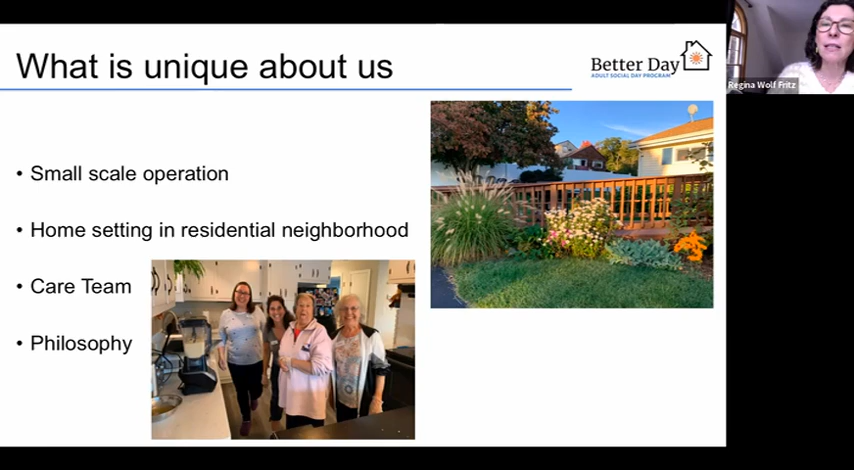 What is unique about us
Better Day
ADULT SOCIAL DAY PROGRAM
Regina Wolf Fritz
• Small scale operation
• Home setting in residential neighborhood
• Care Team
• Philosophy